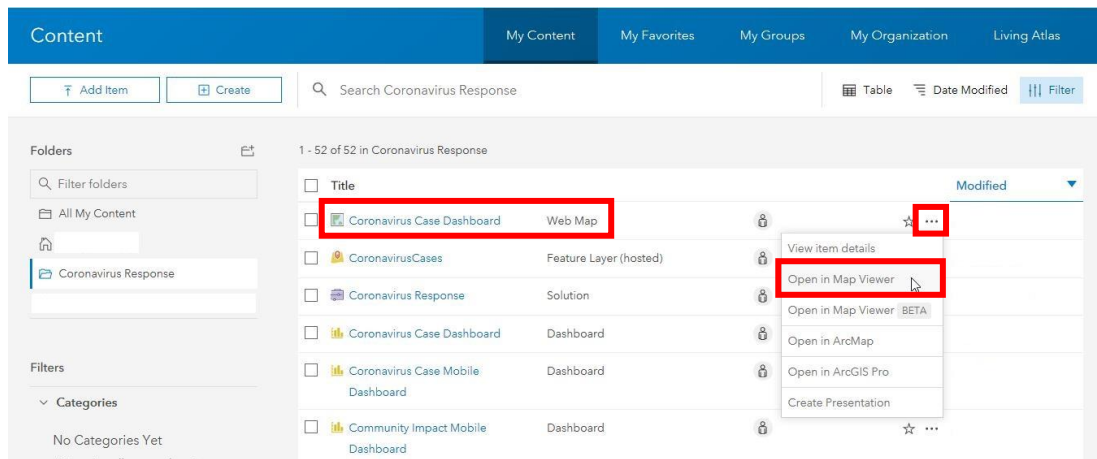 Content
My Content My Favorites My Groups My Organization Living Atlas
Add Item Create Search Coronavirus Response Table Date Modified Filter
Folders
Filter folders
All My Content
Coronavirus Response
Filters
Categories
No Categories Yet
1 - 52 of 52 in Coronavirus Response
Title Modified
Coronavirus Case Dashboard Web Map
CoronavirusCases Feature Layer (hosted)
Coronavirus Response Solution
Coronavirus Case Dashboard Dashboard
Coronavirus Case Mobile Dashboard
Dashboard
Community Impact Mobile Dashboard
Dashboard
View item details
Open in Map Viewer
Open in Map Viewer BETA
Open in ArcMap
Open in ArcGIS Pro
Create Presentation